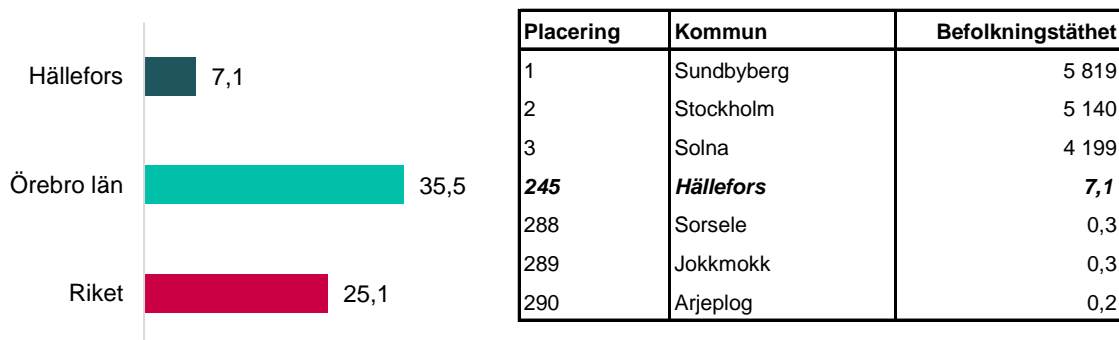 Hällefors 7,1
Örebro län 35,5
Riket 25,1
Placering Kommun Befolkningstäthet
1 Sundbyberg 5 819
2 Stockholm 5 140
3 Solna 4 199
245 Hällefors 7,1
288 Sorsele 0,3
289 Jokkmokk 0,3
290 Arjeplog 0,2